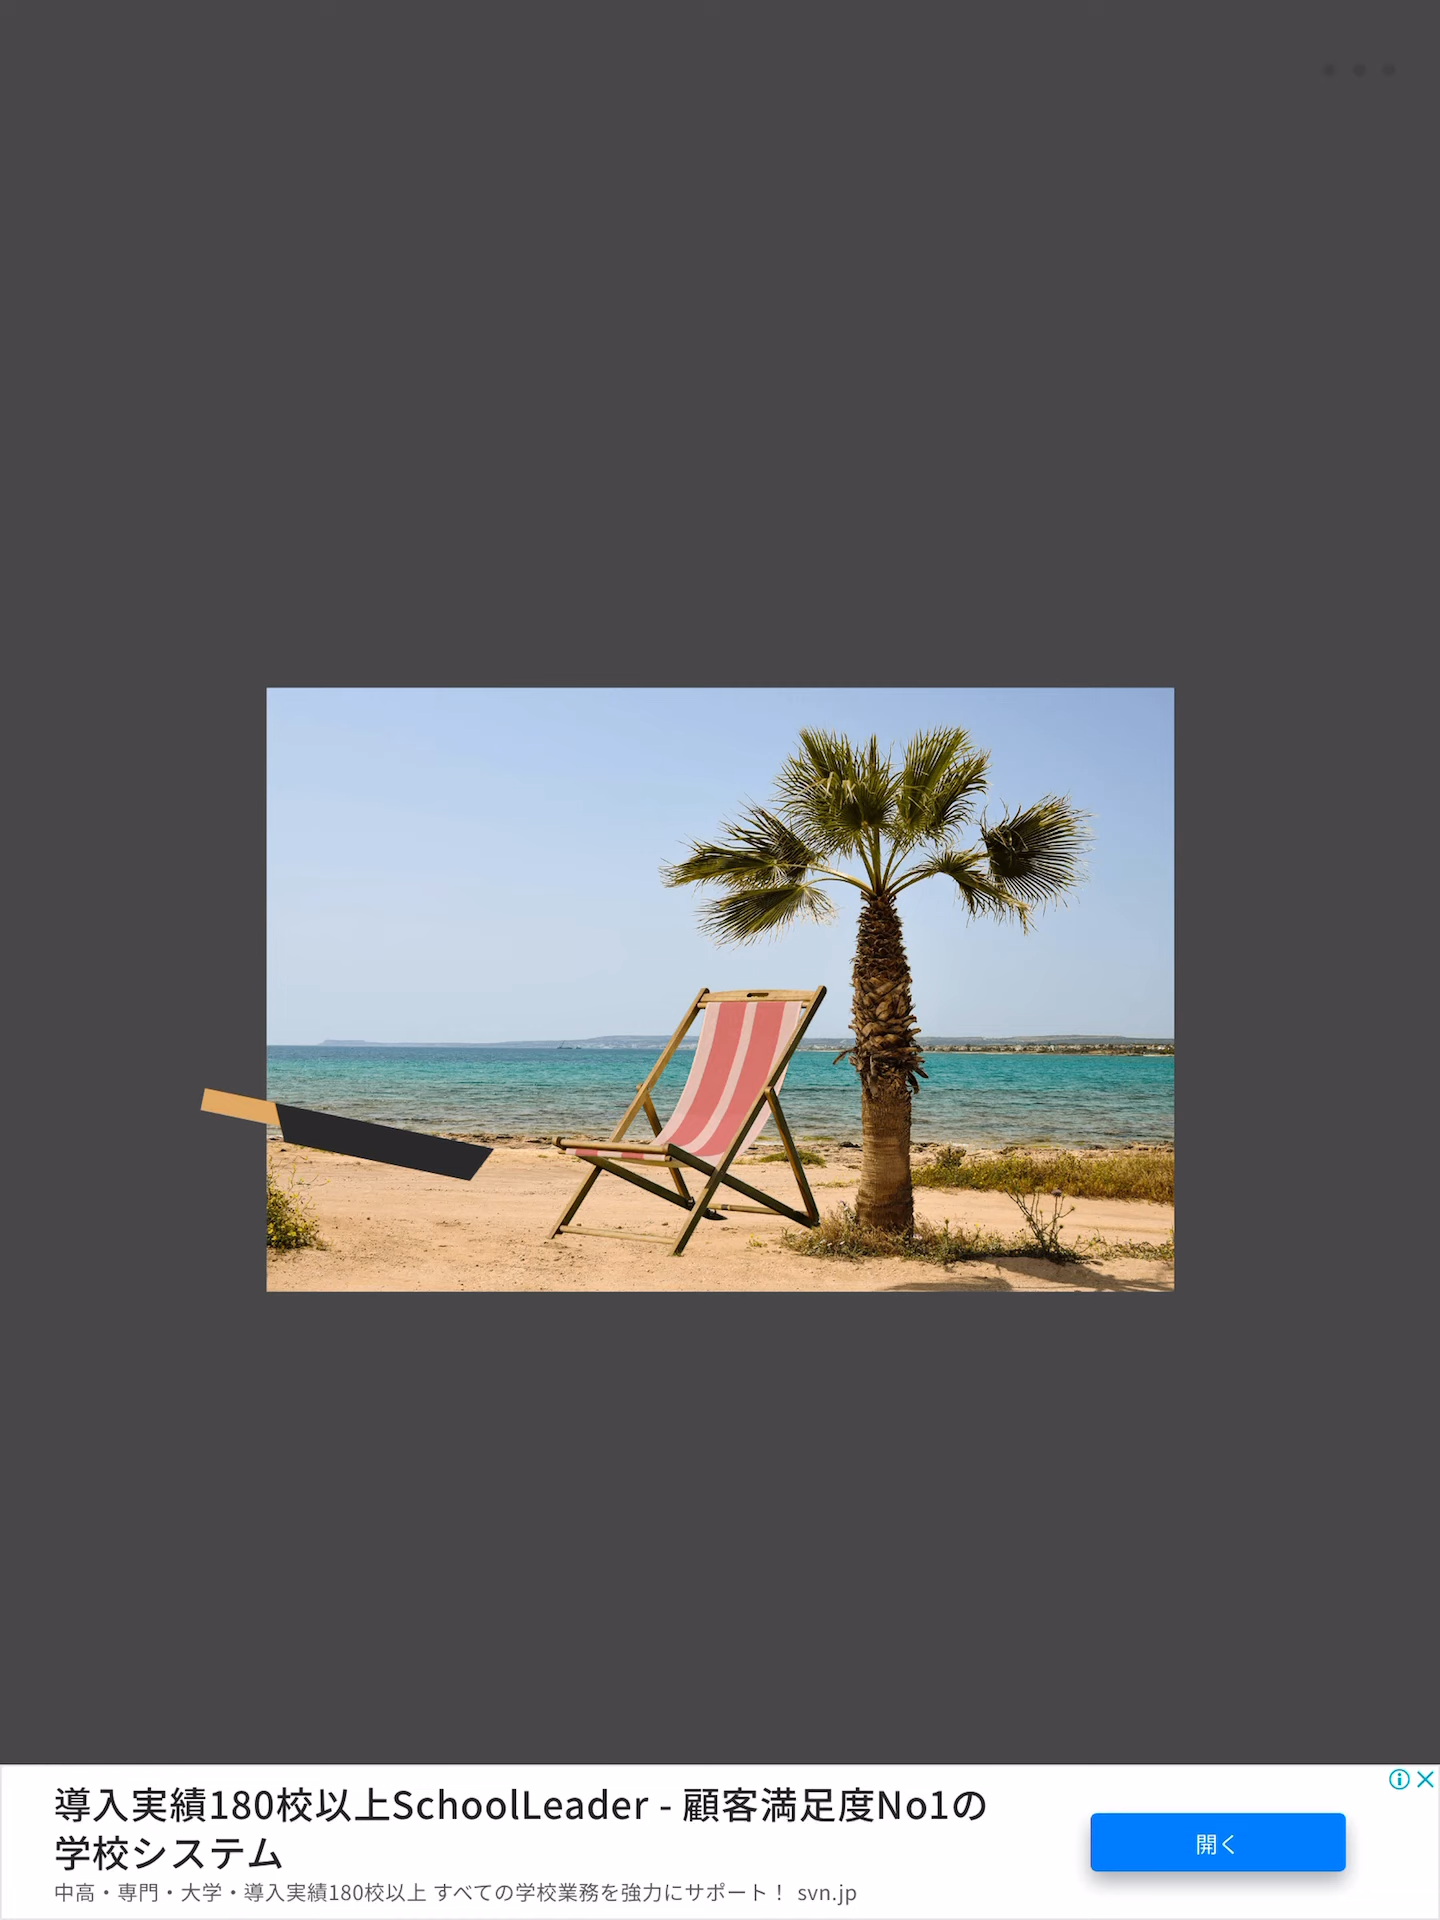 導入実績180校以上SchoolLeader - 顧客満足度No1の
学校システム
中高・専門・大学・導入実績180校以上 すべての学校業務を強力にサポート！ svn.jp
開く